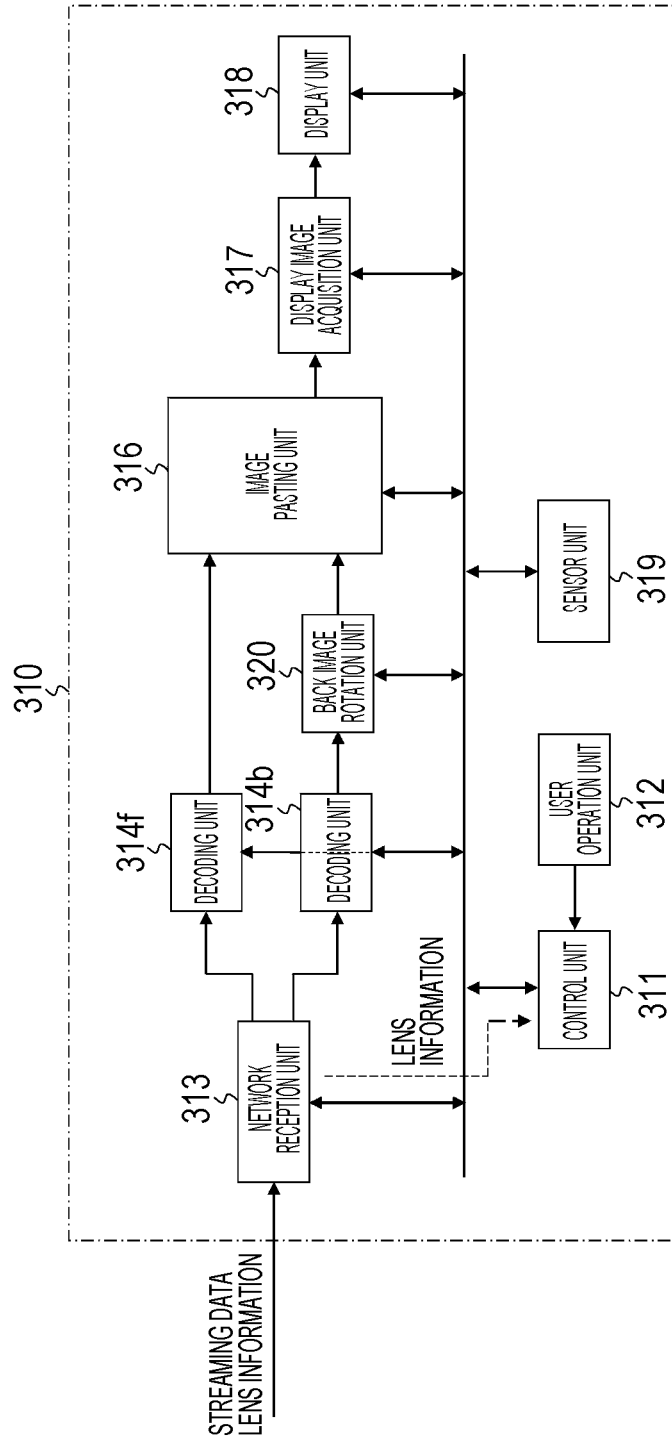 310
STREAMING DATA
LENS INFORMATION
313
NETWORK
RECEPTION UNIT
314f
DECODING UNIT
314b
DECODING UNIT
320
BACK IMAGE
ROTATION UNIT
316
IMAGE
PASTING UNIT
317
DISPLAY IMAGE
ACQUISITION UNIT
318
DISPLAY UNIT
LENS
INFORMATION
CONTROL UNIT
311
USER
OPERATION UNIT
312
SENSOR UNIT
319